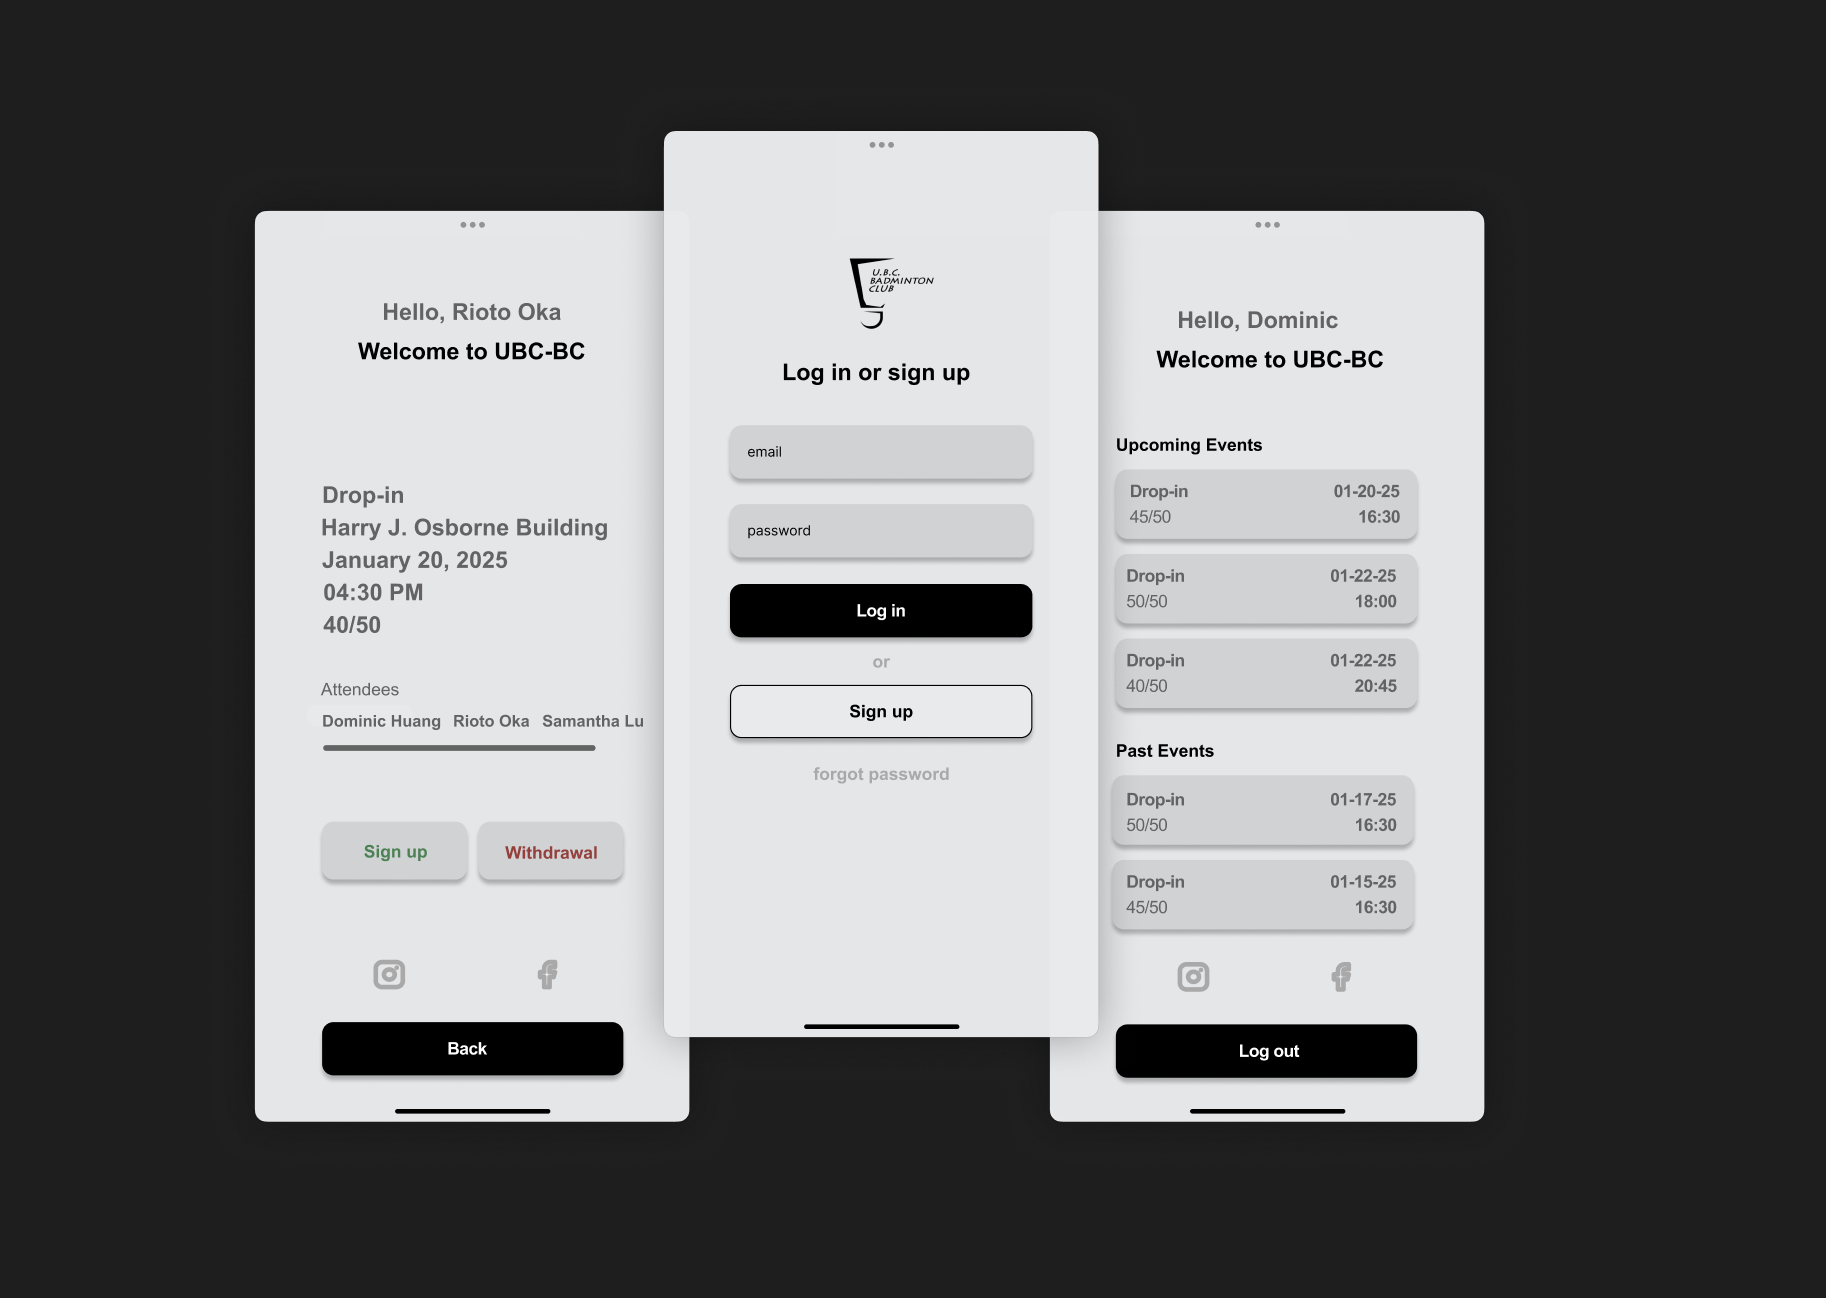 Hello, Rioto Oka
Welcome to UBC-BC
Drop-in
Harry J. Osborne Building
January 20, 2025
04:30 PM
40/50
Attendees
Dominic Huang Rioto Oka Samantha Lu
Sign up Withdrawal
Back
U.B.C.
BADMINTON
CLUB
Log in or sign up
email
password
Log in
or
Sign up
forgot password
Hello, Dominic
Welcome to UBC-BC
Upcoming Events
Drop-in 01-20-25
45/50 16:30
Drop-in 01-22-25
50/50 18:00
Drop-in 01-22-25
40/50 20:45
Past Events
Drop-in 01-17-25
50/50 16:30
Drop-in 01-15-25
45/50 16:30
Log out